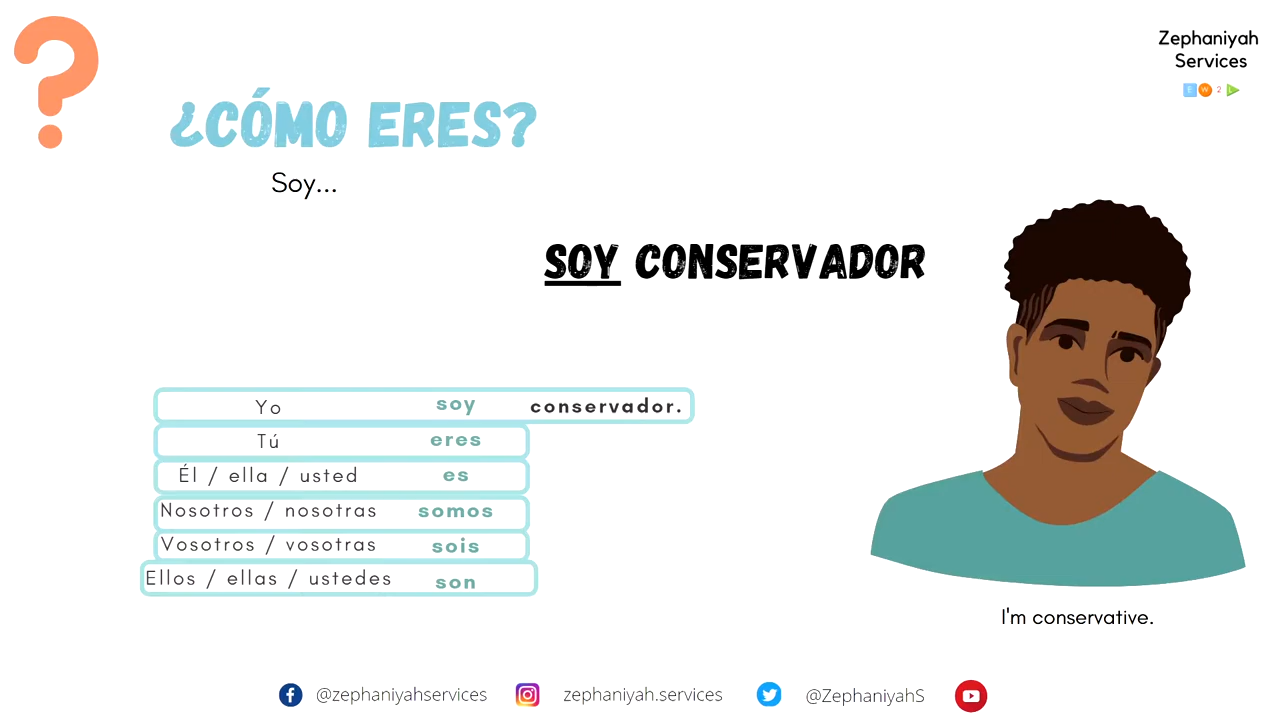 Zephaniyah
Services
E W 2 L
¿CÓMO ERES?
Soy...
SOY CONSERVADOR
Yo soy conservador.
Tú eres
Él / ella / usted es
Nosotros / nosotras somos
Vosotros / vosotras sois
Ellos / ellas / ustedes son
I'm conservative.
@zephaniyahservices zephaniyah.services @ZephaniyahS